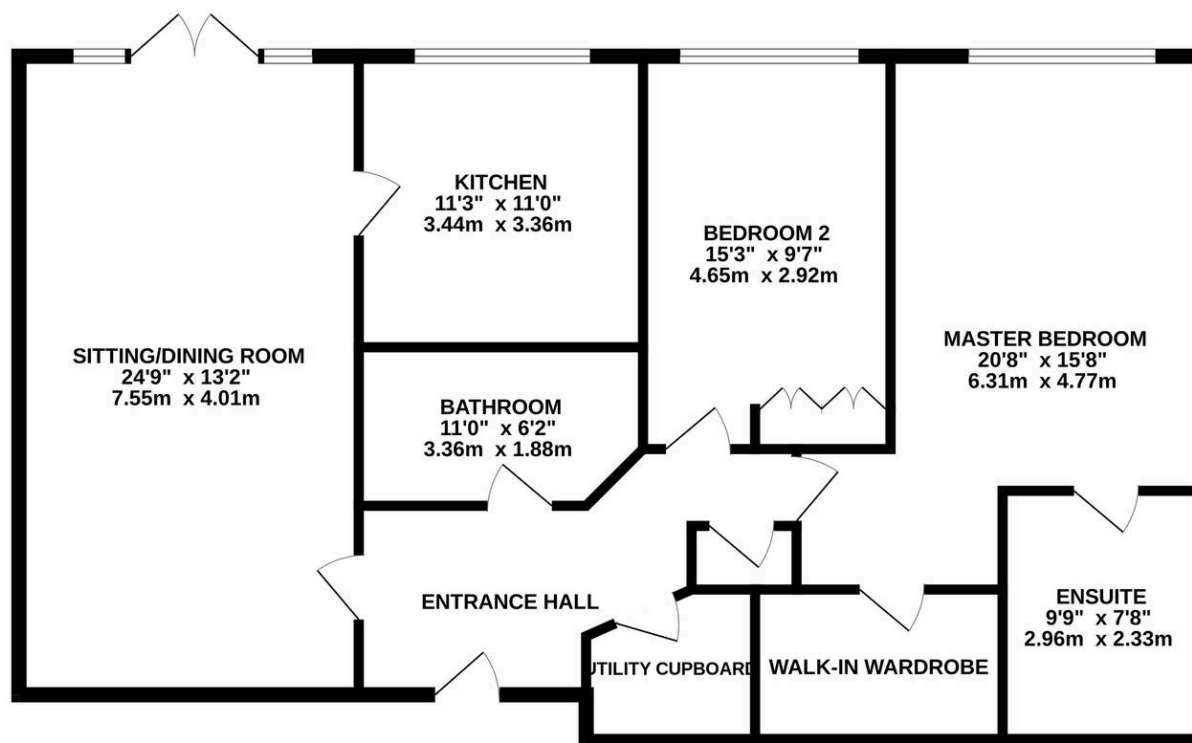 KITCHEN
11'3" x 11'0"
3.44m x 3.36m
BEDROOM 2
15'3" x 9'7"
4.65m x 2.92m
SITTING/DINING ROOM
24'9" x 13'2"
7.55m x 4.01m
MASTER BEDROOM
20'8" x 15'8"
6.31m x 4.77m
BATHROOM
11'0" x 6'2"
3.36m x 1.88m
ENTRANCE HALL
ENSUITE
9'9" x 7'8"
2.96m x 2.33m
UTILITY CUPBOARD
WALK-IN WARDROBE